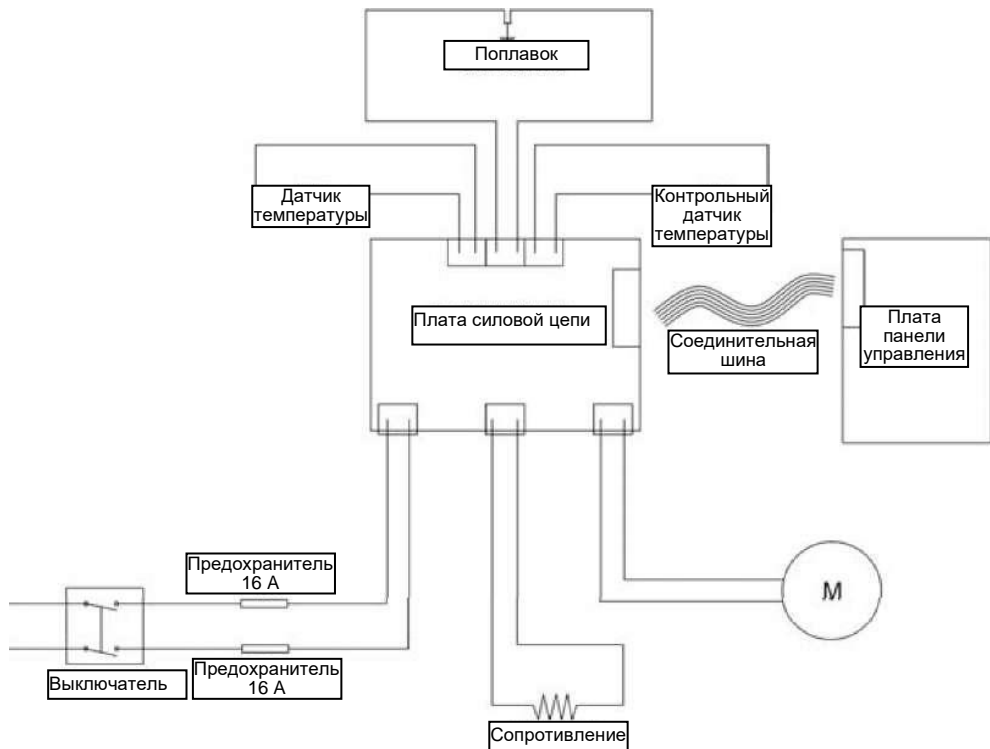 Поплавок
Датчик
температуры
Контрольный
датчик
температуры
Плата силовой цепи
Соединительная
шина
Плата
панели
управления
Предохранитель
16 А
М
Предохранитель
16 А
Выключатель
Сопротивление